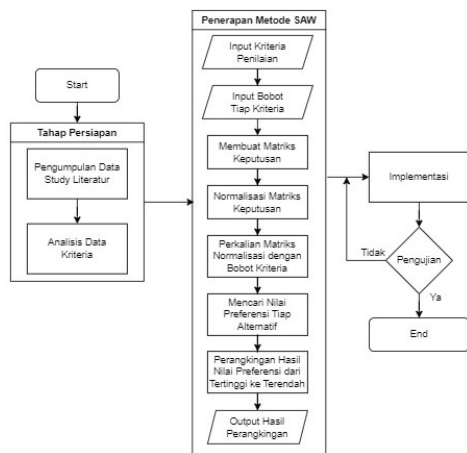 Start
Tahap Persiapan
Pengumpulan Data
Study Literatur
Analisis Data
Kriteria
Penerapan Metode SAW
Input Kriteria
Penilaian
Input Bobot
Tiap Kriteria
Membuat Matriks
Keputusan
Normalisasi Matriks
Keputusan
Perkalian Matriks
Normalisasi dengan
Bobot Kriteria
Mencari Nilai
Preferensi Tiap
Alternatif
Perangkingan Hasil
Nilai Preferensi dari
Tertinggi ke Terendah
Output Hasil
Perangkingan
Implementasi
Pengujian
Tidak
Ya
End